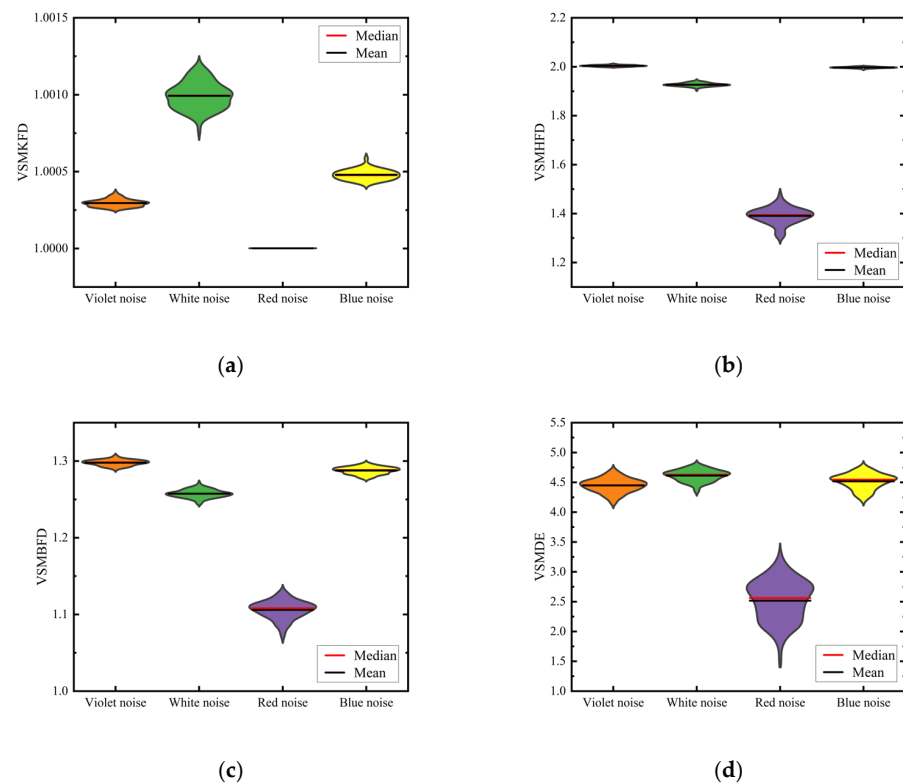 1.0015
1.0010
1.0005
1.0000
VSMKFD
Median
Mean
Violet noise White noise Red noise Blue noise
(a)
2.2
2.0
1.8
1.6
1.4
1.2
VSMHFD
Median
Mean
Violet noise White noise Red noise Blue noise
(b)
1.3
1.2
1.1
1.0
VSMBFD
Median
Mean
Violet noise White noise Red noise Blue noise
(c)
5.5
5.0
4.5
4.0
3.5
3.0
2.5
2.0
1.5
1.0
VSMDE
Median
Mean
Violet noise White noise Red noise Blue noise
(d)